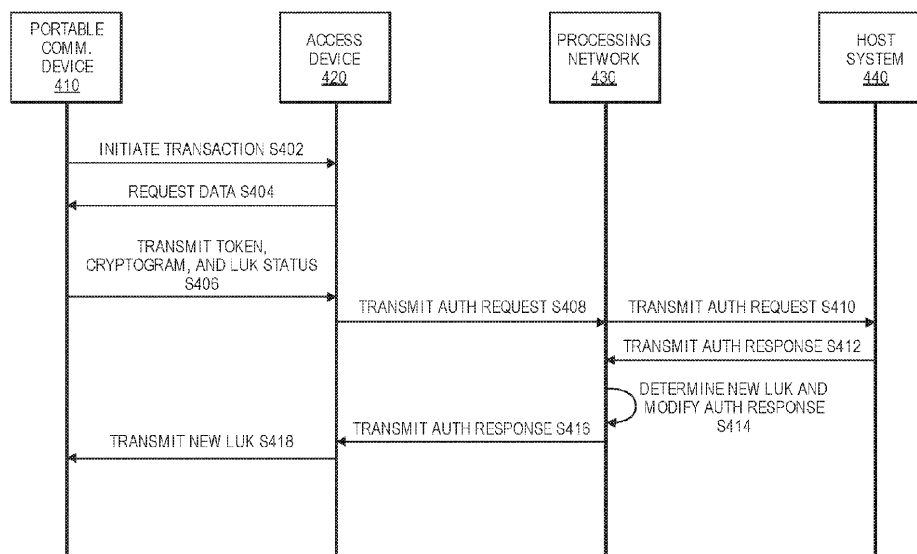 PORTABLE
COMM.
DEVICE
410
ACCESS
DEVICE
420
PROCESSING
NETWORK
430
HOST
SYSTEM
440
INITIATE TRANSACTION S402
REQUEST DATA S404
TRANSMIT TOKEN,
CRYPTOGRAM, AND LUK STATUS
S406
TRANSMIT AUTH REQUEST S408
TRANSMIT AUTH REQUEST S410
TRANSMIT AUTH RESPONSE S412
DETERMINE NEW LUK AND
MODIFY AUTH RESPONSE
S414
TRANSMIT AUTH RESPONSE S416
TRANSMIT NEW LUK S418